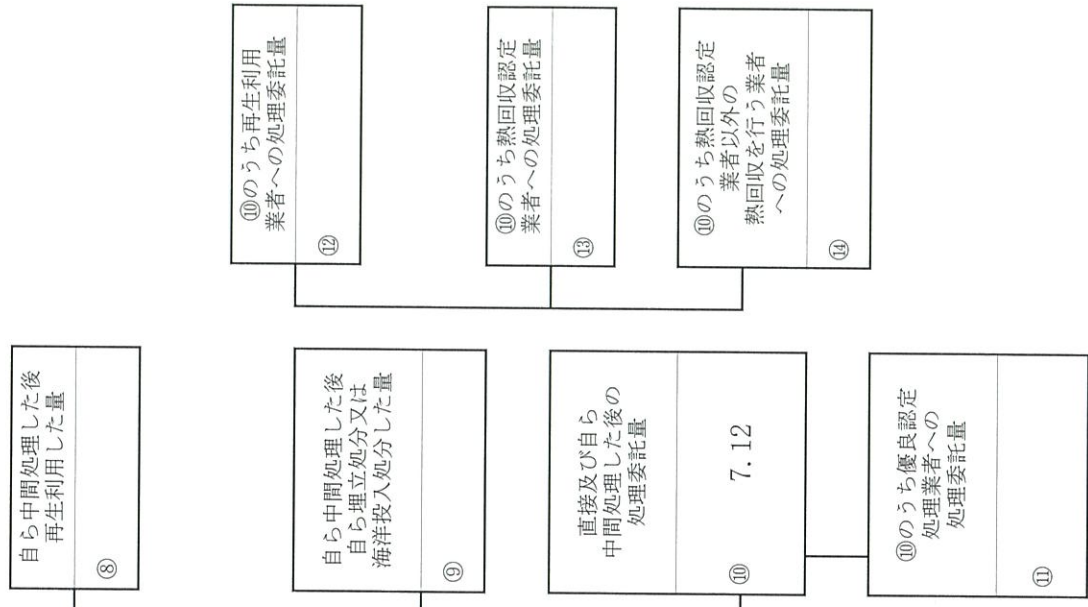 自ら中間処理した後
再生利用した量
⑧
自ら中間処理した後
自ら埋立処分又は
海洋投入処分した量
⑨
直接及び自ら
中間処理した後の
処理委託量
⑩
7.12
⑩のうち優良認定
処理業者への
処理委託量
⑪
⑩のうち再生利用
業者への処理委託量
⑫
⑩のうち熱回収認定
業者への処理委託量
⑬
⑩のうち熱回収認定
業者以外の
熱回収を行う業者
への処理委託量
⑭